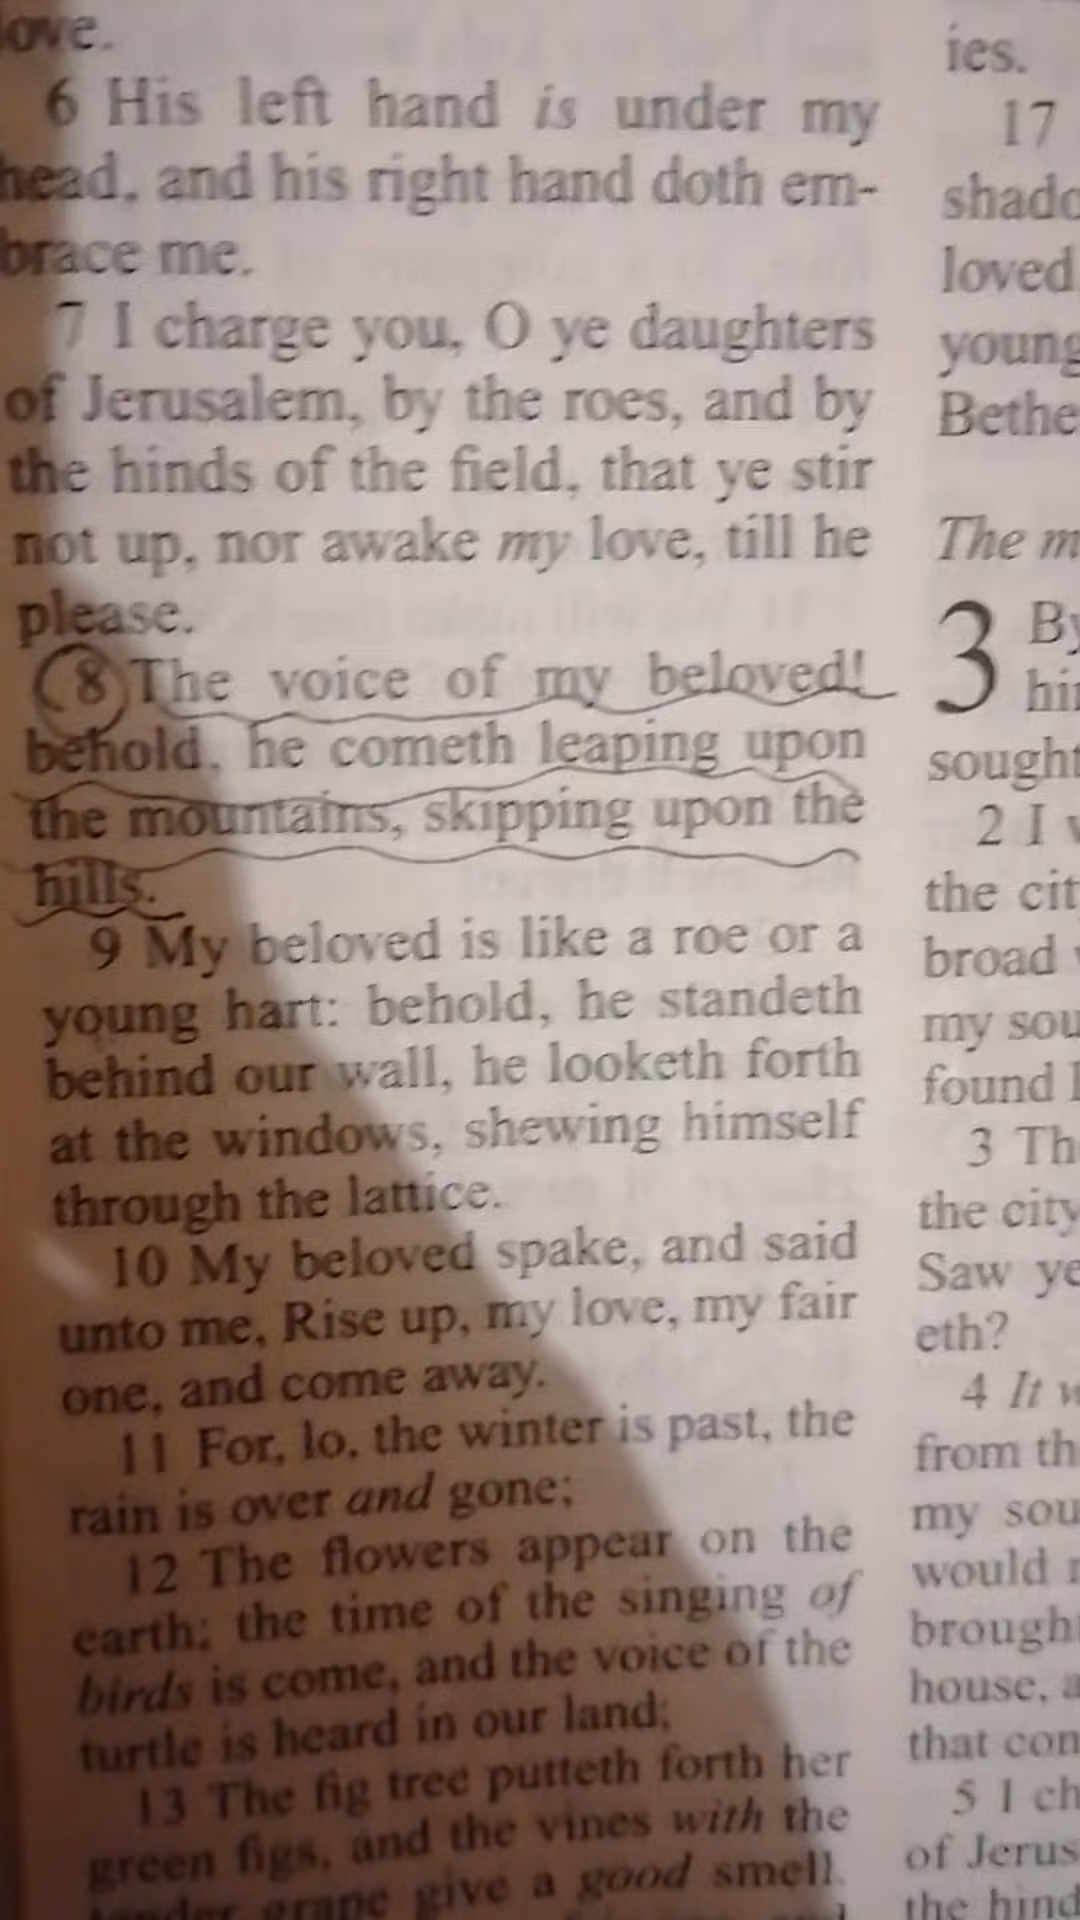 love.
6 His left hand is under my
head, and his right hand doth em-
brace me.
7 I charge you, O ye daughters
of Jerusalem, by the roes, and by
the hinds of the field, that ye stir
not up, nor awake my love, till he
please.
8 The voice of my beloved!
behold, he cometh leaping upon
the mountains, skipping upon the
hills.
9 My beloved is like a roe or a
young hart: behold, he standeth
behind our wall, he looketh forth
at the windows, shewing himself
through the lattice.
10 My beloved spake, and said
unto me, Rise up, my love, my fair
one, and come away.
11 For, lo, the winter is past, the
rain is over and gone;
12 The flowers appear on the
earth; the time of the singing of
birds is come, and the voice of the
turtle is heard in our land;
13 The fig tree putteth forth her
green figs, and the vines with the
tender grape give a good smell.
ies.
17
shado
loved
young
Bethe
The m
3 By
hi
sought
2 I
the cit
broad
my sou
found
3 Th
the city
Saw ye
eth?
4 It
from th
my sou
would
brough
house, a
that con
5 I ch
of Jerus
the hind